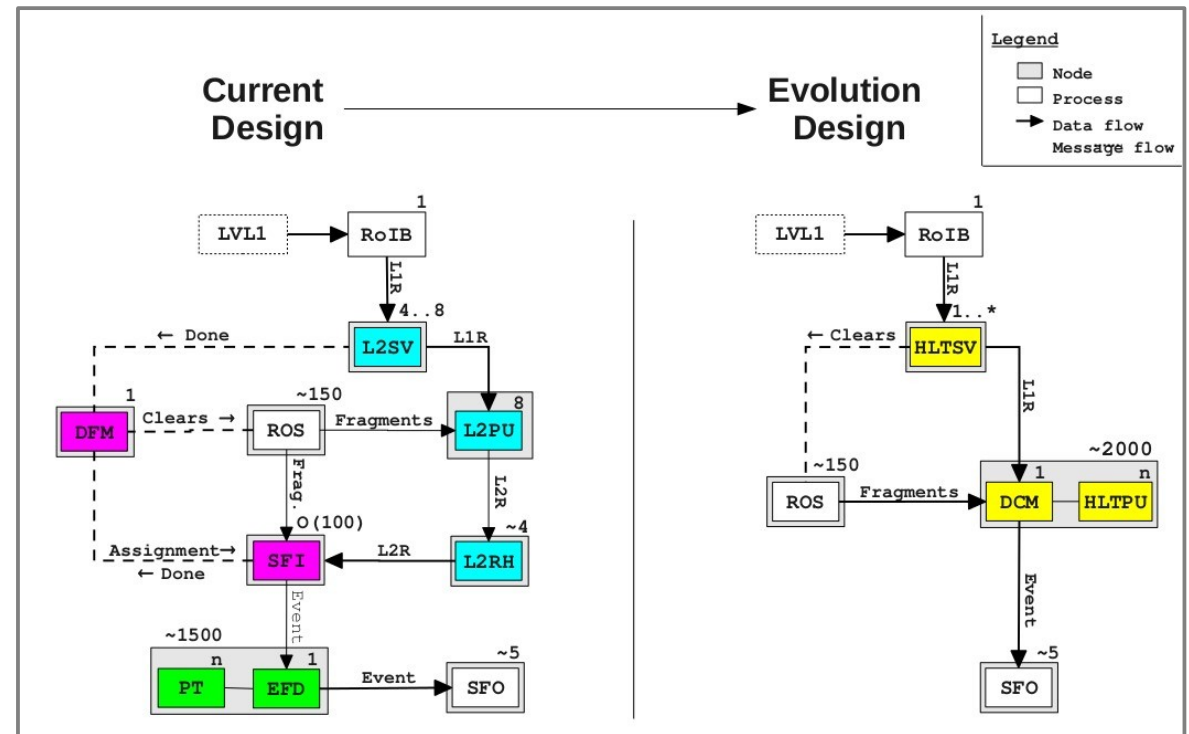 Legend
Node
Process
Data flow
Message flow
Current
Design
Evolution
Design
1
LVL1
RoIB
L1R
4..8
← Done
L2SV
L1R
1
~150
8
DFM
Clears →
ROS
Fragments
L2PU
Frag.
L2R
O(100)
~4
Assignment→
SFI
L2R
L2RH
← Done
Event
~1500
n
1
~5
PT
EFD
Event
SFO
1
LVL1
RoIB
L1R
1..*
← Clears
HLTSV
L1R
~2000
~150
1
n
ROS
Fragments
DCM
HLTPU
Event
~5
SFO